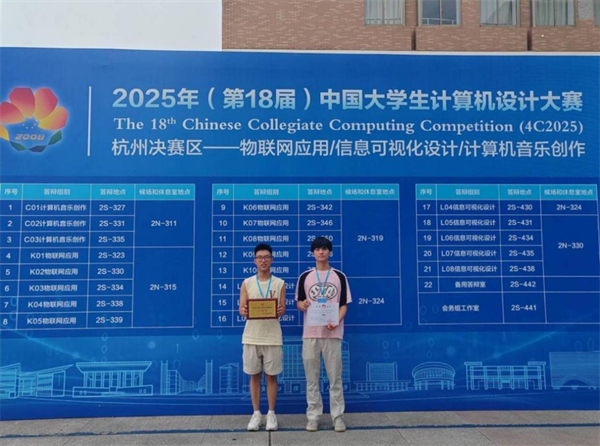 2008
2025年（第18届）中国大学生计算机设计大赛
The 18th Chinese Collegiate Computing Competition (4C2025)
杭州决赛区——物联网应用/信息可视化设计/计算机音乐创作
序号 答辩组别 答辩地点 候场和休息室地点
1 C01计算机音乐创作 2S-327
2 C02计算机音乐创作 2S-331
3 C03计算机音乐创作 2S-335
2N-311
4 K01物联网应用 2S-323
5 K02物联网应用 2S-330
6 K03物联网应用 2S-334
7 K04物联网应用 2S-338
8 K05物联网应用 2S-339
2N-315
序号 答辩组别 答辩地点 候场和休息室地点
9 K06物联网应用 2S-342
10 K07物联网应用 2S-346
11 K08物联网应用
12 K09物联网应用
13
2N-319
14
15
16
2N-324
序号 答辩组别 答辩地点 候场和休息室地点
17 L04信息可视化设计 2S-430 2N-324
18 L05信息可视化设计 2S-431
19 L06信息可视化设计 2S-434
20 L07信息可视化设计 2S-435
21 L08信息可视化设计 2S-438
2N-330
22 备用答辩室 2S-442
会务组工作室 2S-441